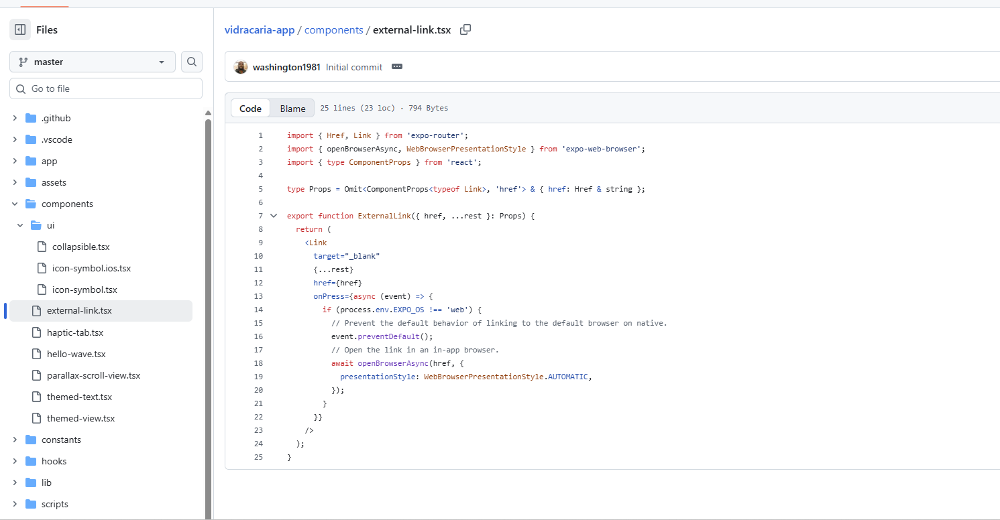 Files
master
Go to file
.github
.vscode
app
assets
components
ui
collapsible.tsx
icon-symbol.ios.tsx
icon-symbol.tsx
external-link.tsx
haptic-tab.tsx
hello-wave.tsx
parallax-scroll-view.tsx
themed-text.tsx
themed-view.tsx
constants
hooks
lib
scripts
vidracaria-app / components / external-link.tsx
washington1981 Initial commit
Code Blame 25 lines (23 loc) · 794 Bytes
1 import { Href, Link } from 'expo-router';
2 import { openBrowserAsync, WebBrowserPresentationStyle } from 'expo-web-browser';
3 import { type ComponentProps } from 'react';
4
5 type Props = Omit<ComponentProps<typeof Link>, 'href'> & { href: Href & string };
6
7 export function ExternalLink({ href, ...rest }: Props) {
8 return (
9 <Link
10 target="_blank"
11 {...rest}
12 href={href}
13 onPress={async (event) => {
14 if (process.env.EXPO_OS !== 'web') {
15 // Prevent the default behavior of linking to the default browser on native.
16 event.preventDefault();
17 // Open the link in an in-app browser.
18 await openBrowserAsync(href, {
19 presentationStyle: WebBrowserPresentationStyle.AUTOMATIC,
20 });
21 }
22 }}
23 />
24 );
25 }